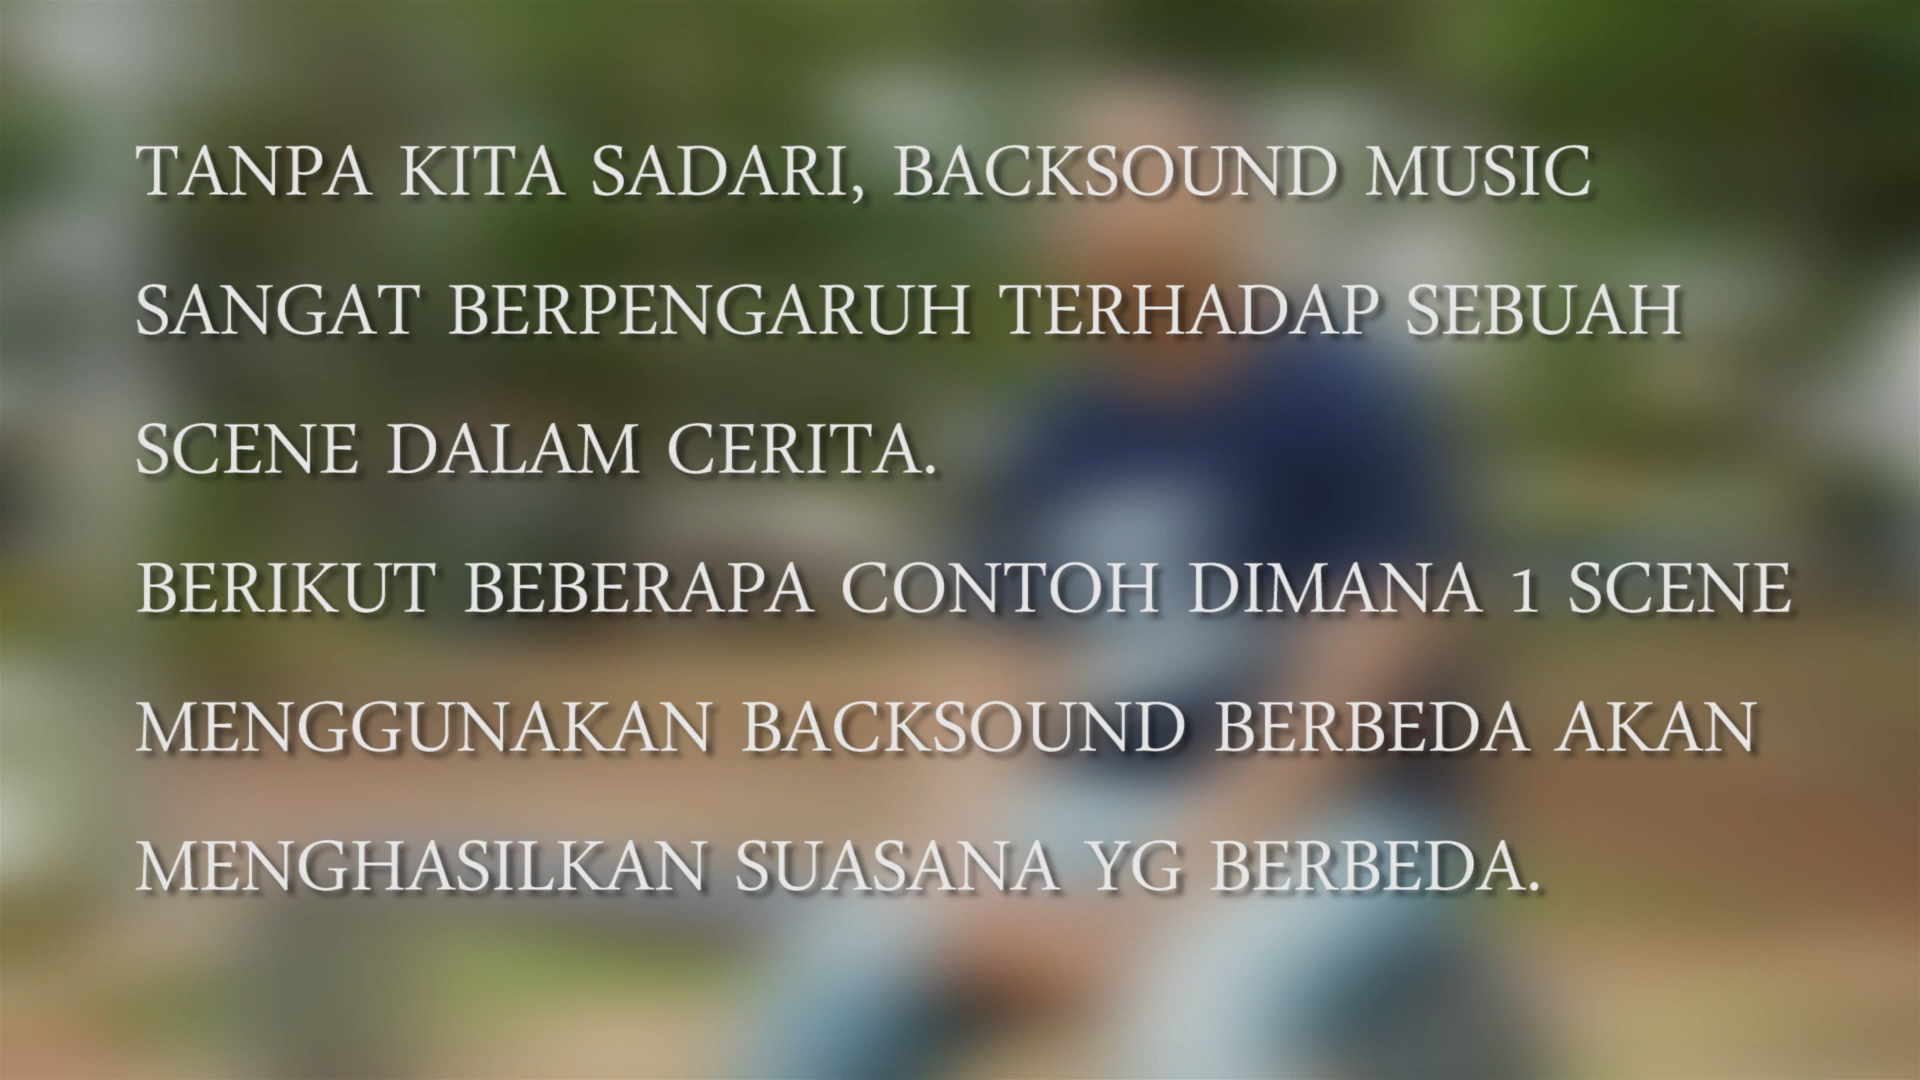 TANPA KITA SADARI, BACKSOUND MUSIC
SANGAT BERPENGARUH TERHADAP SEBUAH
SCENE DALAM CERITA.
BERIKUT BEBERAPA CONTOH DIMANA 1 SCENE
MENGGUNAKAN BACKSOUND BERBEDA AKAN
MENGHASILKAN SUASANA YG BERBEDA.